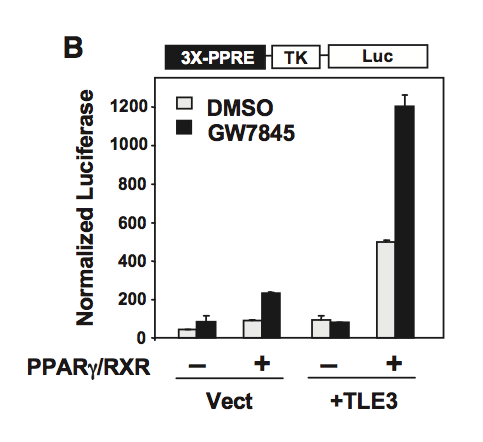 B
3X-PPRE TK Luc
Normalized Luciferase
1200
1000
800
600
400
200
0
DMSO
GW7845
PPARγ/RXR − + − +
Vect +TLE3